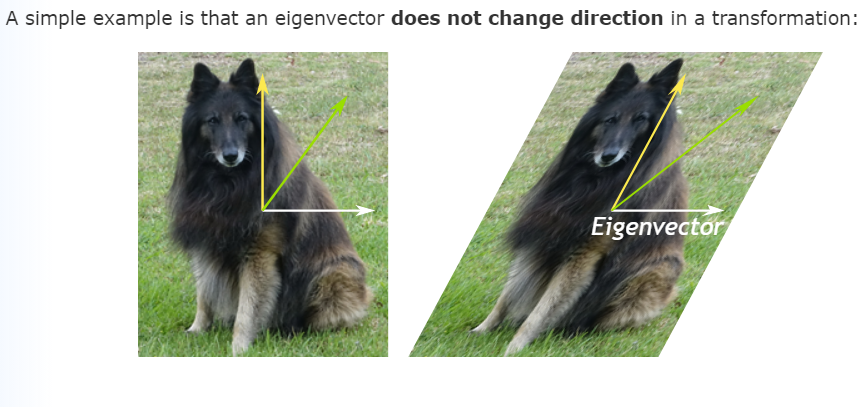 A simple example is that an eigenvector does not change direction in a transformation:
Eigenvector